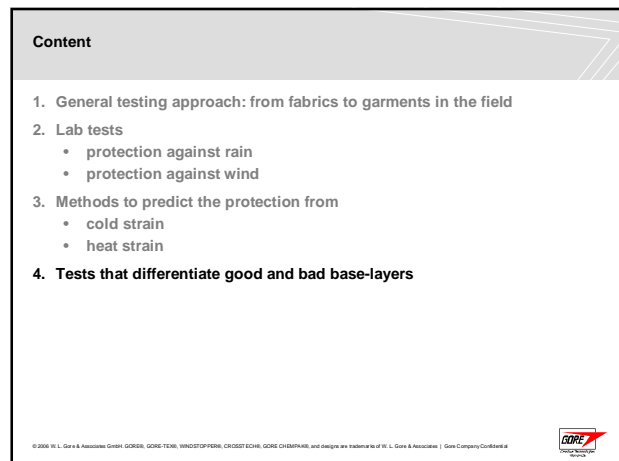 Content
1. General testing approach: from fabrics to garments in the field
2. Lab tests
• protection against rain
• protection against wind
3. Methods to predict the protection from
• cold strain
• heat strain
4. Tests that differentiate good and bad base-layers
© 2006 W. L. Gore & Associates GmbH. GORE®, GORE-TEX®, WINDSTOPPER®, CROSSTECH®, GORE CHEMPAK®, and designs are trademarks of W. L. Gore & Associates | Gore Company Confidential
GORE
Creative Technologies
Worldwide